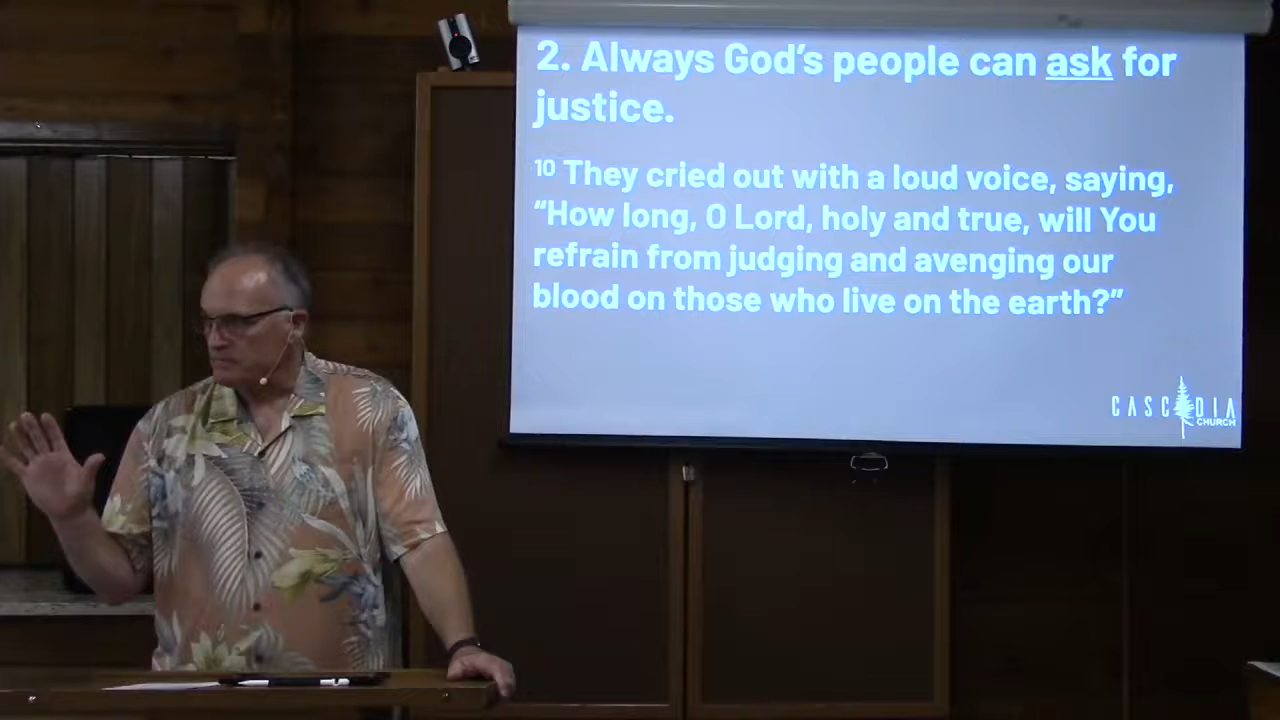 2. Always God’s people can ask for
justice.
10 They cried out with a loud voice, saying,
“How long, O Lord, holy and true, will You
refrain from judging and avenging our
blood on those who live on the earth?”
CASCADIA
CHURCH